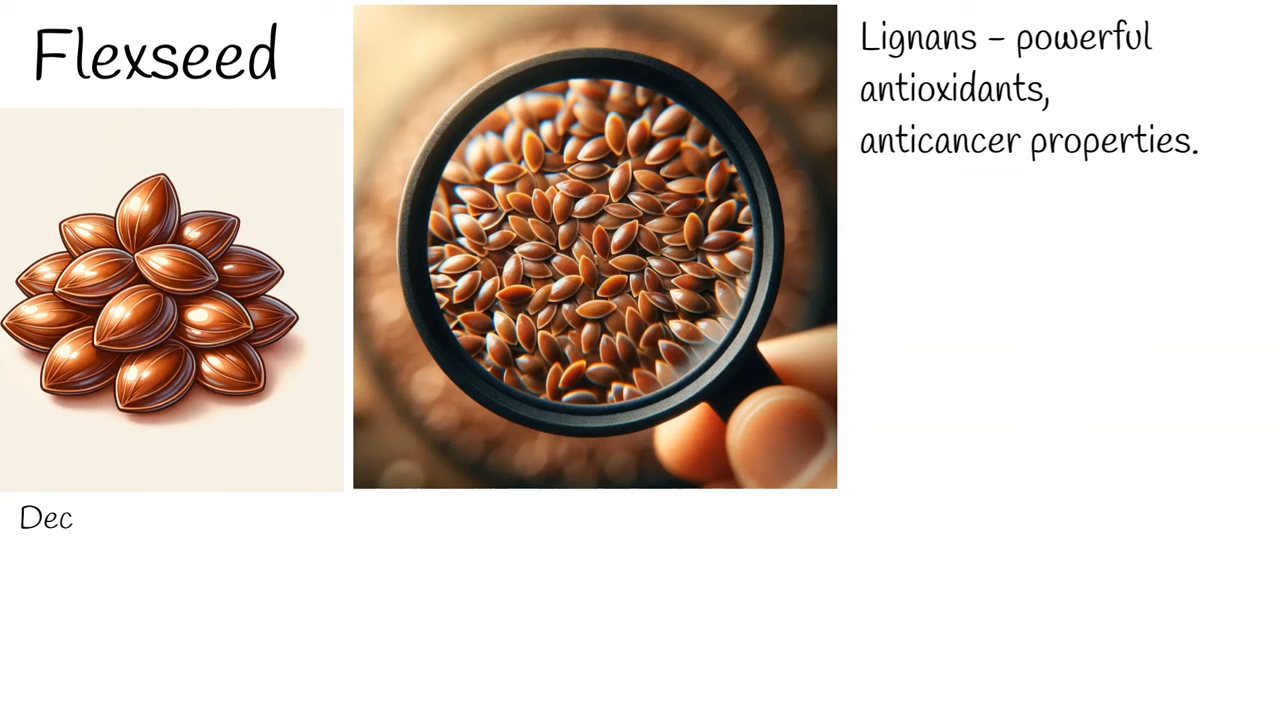 Flexseed
Lignans - powerful
antioxidants,
anticancer properties.
Dec